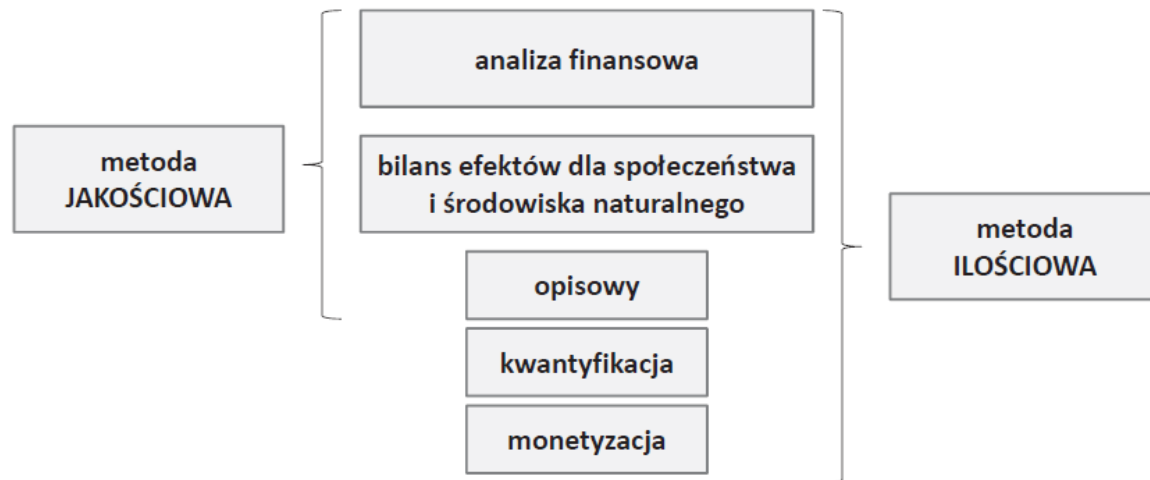 analiza finansowa
metoda
JAKOŚCIOWA
bilans efektów dla społeczeństwa
i środowiska naturalnego
metoda
ILOŚCIOWA
opisowy
kwantyfikacja
monetyzacja